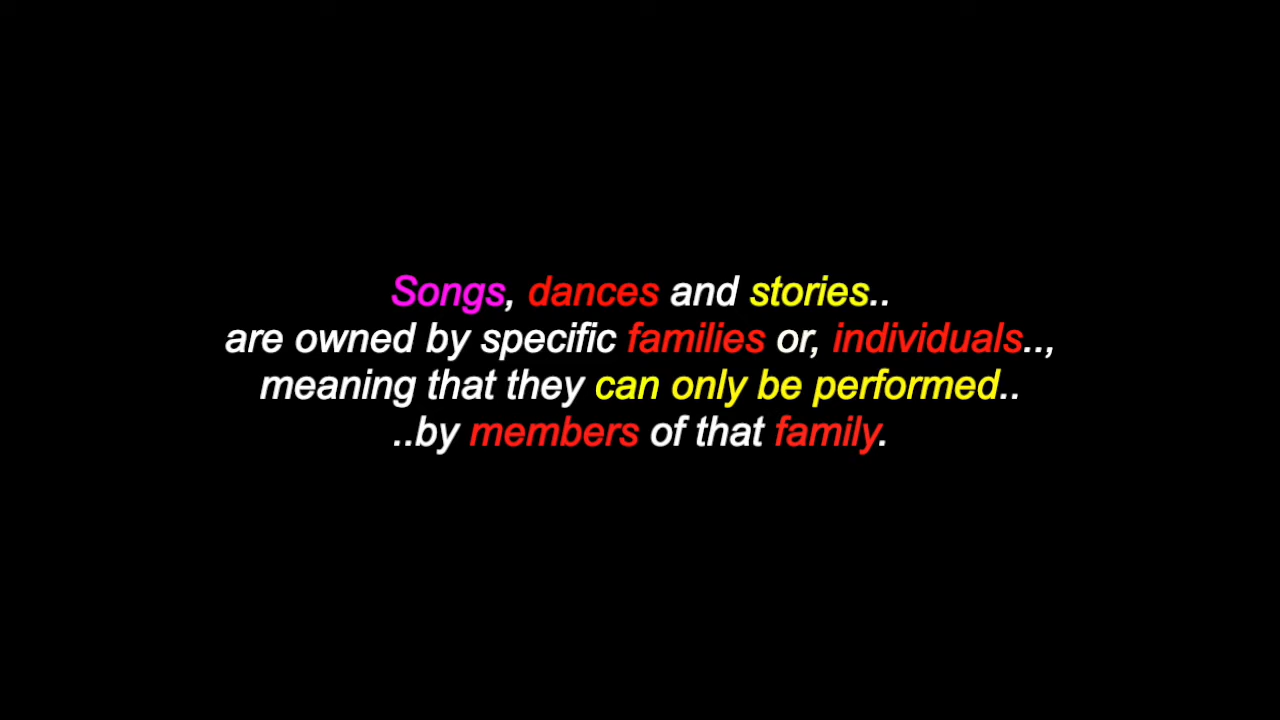 Songs, dances and stories..
are owned by specific families or, individuals..,
meaning that they can only be performed..
..by members of that family.